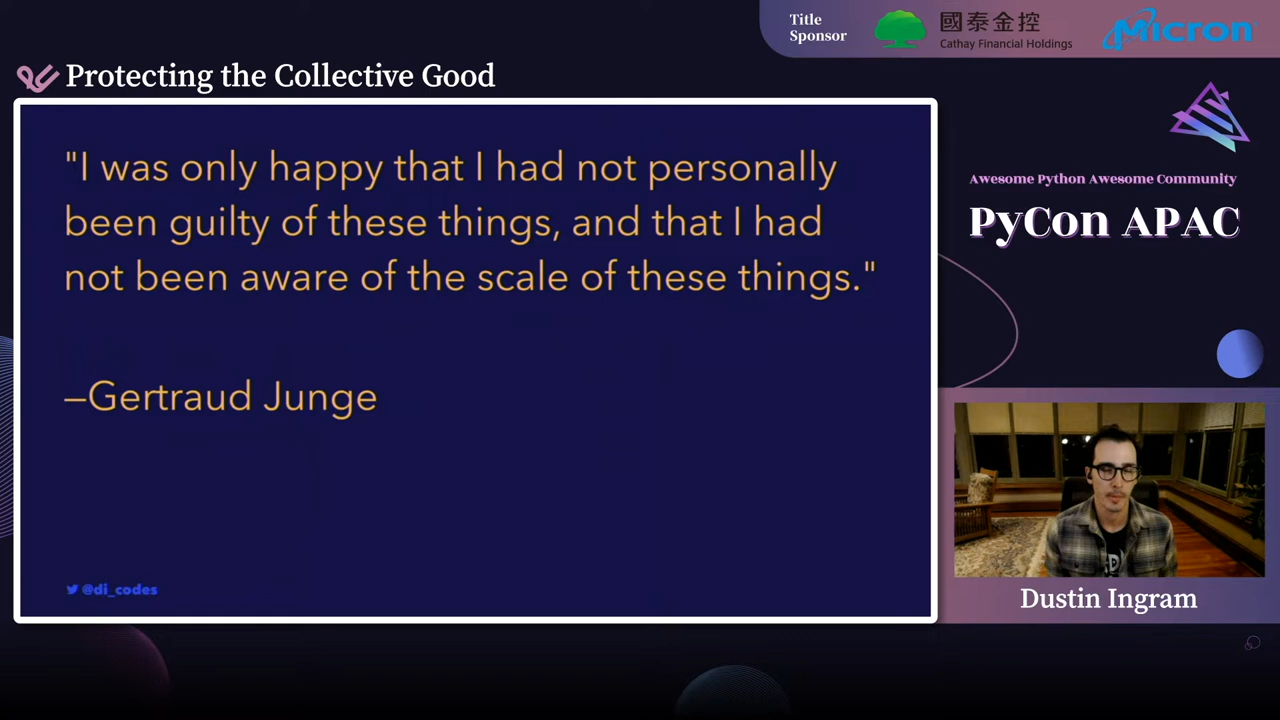 Title
Sponsor
國泰金控
Cathay Financial Holdings
Micron
Protecting the Collective Good
"I was only happy that I had not personally
been guilty of these things, and that I had
not been aware of the scale of these things."
–Gertraud Junge
@di_codes
Awesome Python Awesome Community
PyCon APAC
Dustin Ingram